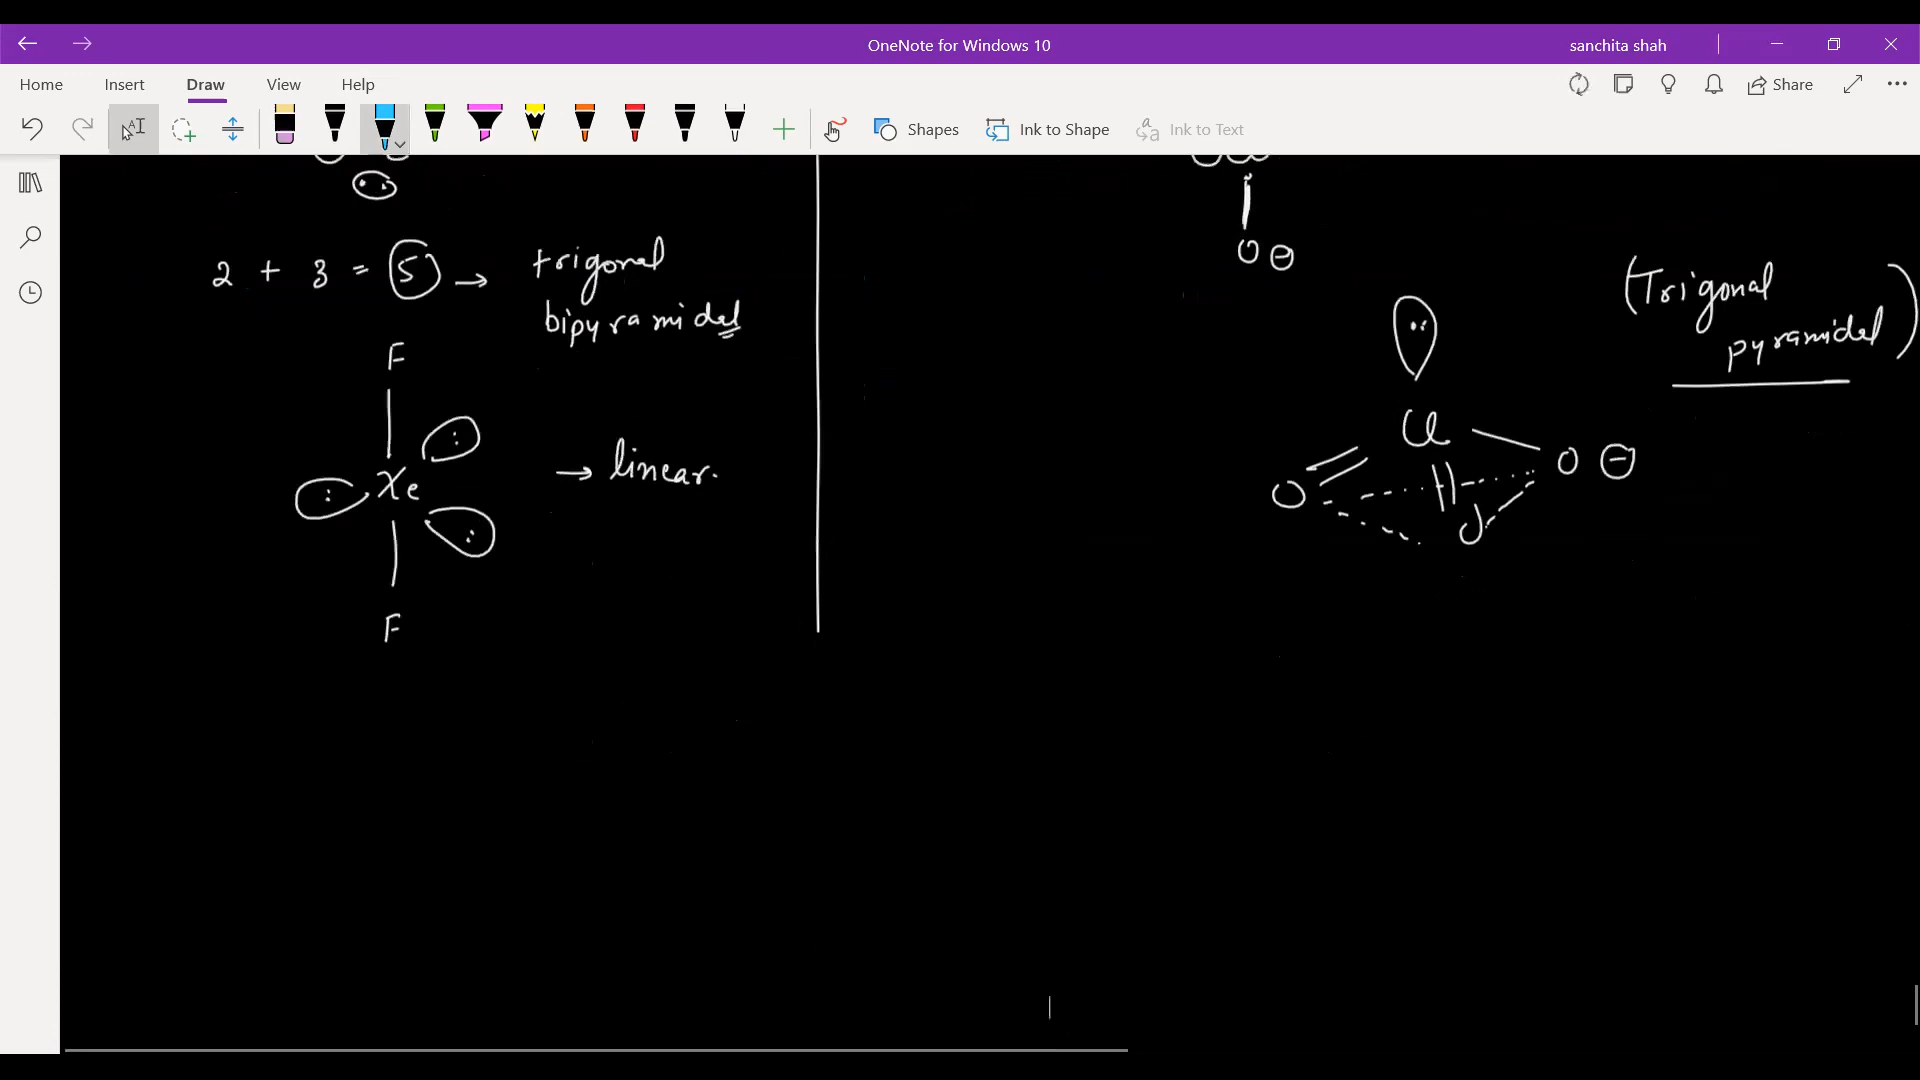 OneNote for Windows 10
sanchita shah
Home Insert Draw View Help
Share
Shapes
Ink to Shape
Ink to Text
2 + 3 = 5 → trigonal
bipyramidal
F
Xe
F
→ linear.
O ⊖
(Trigonal
pyramidal)
Cl
O
O ⊖
O